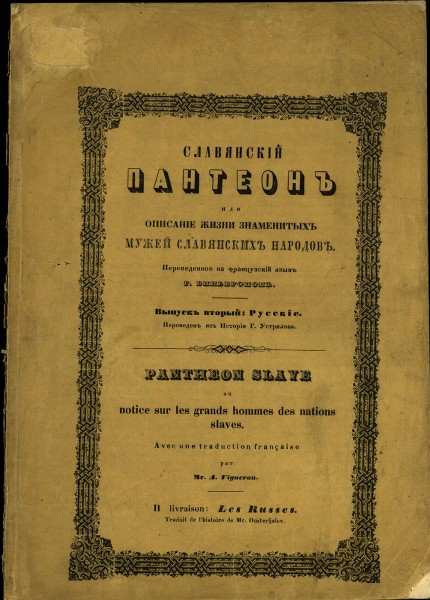 СЛАВЯНСКІЙ
ПАНТЕОНЪ
ИЛИ
ОПИСАНІЕ ЖИЗНИ ЗНАМЕНИТЫХЪ
МУЖЕЙ СЛАВЯНСКИХЪ НАРОДОВЪ.
Переведенное на французскій языкъ
Г. ВИНЬЕРОНОМЪ.
Выпускъ вторый: Русскіе.
Переводъ изъ Исторіи Г. Устрялова.
PANTHEON SLAVE
ou
notice sur les grands hommes des nations
slaves.
Avec une traduction française
par
Mr. A. Vigneron.
II livraison: Les Russes.
Traduit de l'histoire de Mr.